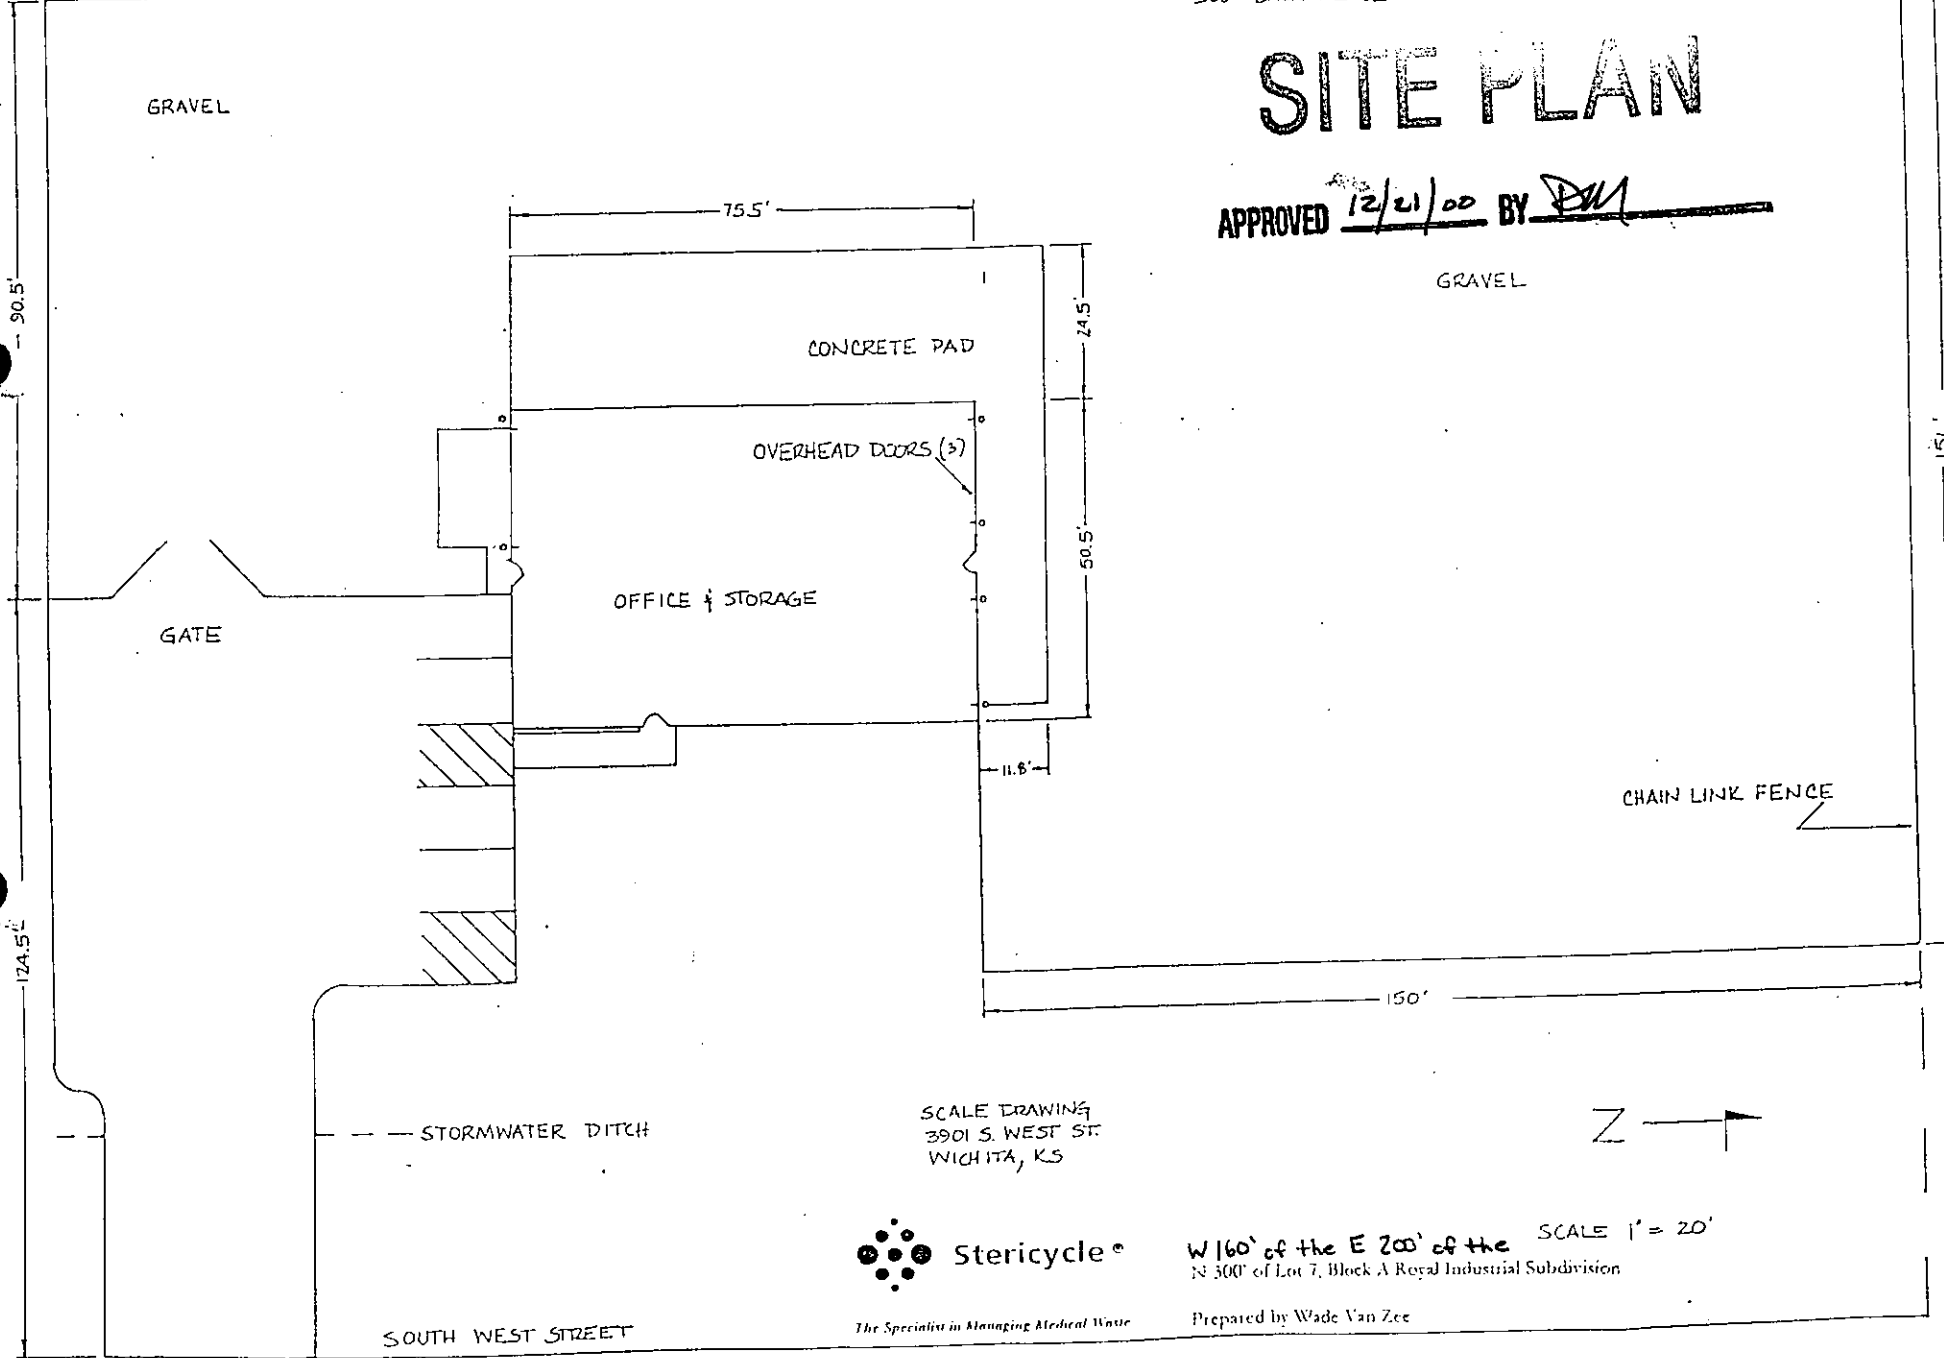 SITE PLAN
APPROVED 12/21/00 BY DM
GRAVEL
GRAVEL
75.5'
90.5'
24.5'
CONCRETE PAD
OVERHEAD DOORS (3)
50.5'
OFFICE & STORAGE
GATE
11.8'
CHAIN LINK FENCE
124.5'
150'
STORMWATER DITCH
SCALE DRAWING
3901 S. WEST ST.
WICHITA, KS
Z
Stericycle
The Specialist in Managing Medical Waste
W 160' of the E 200' of the
N 300' of Lot 7, Block A Royal Industrial Subdivision
SCALE 1" = 20'
Prepared by Wade Van Zee
SOUTH WEST STREET